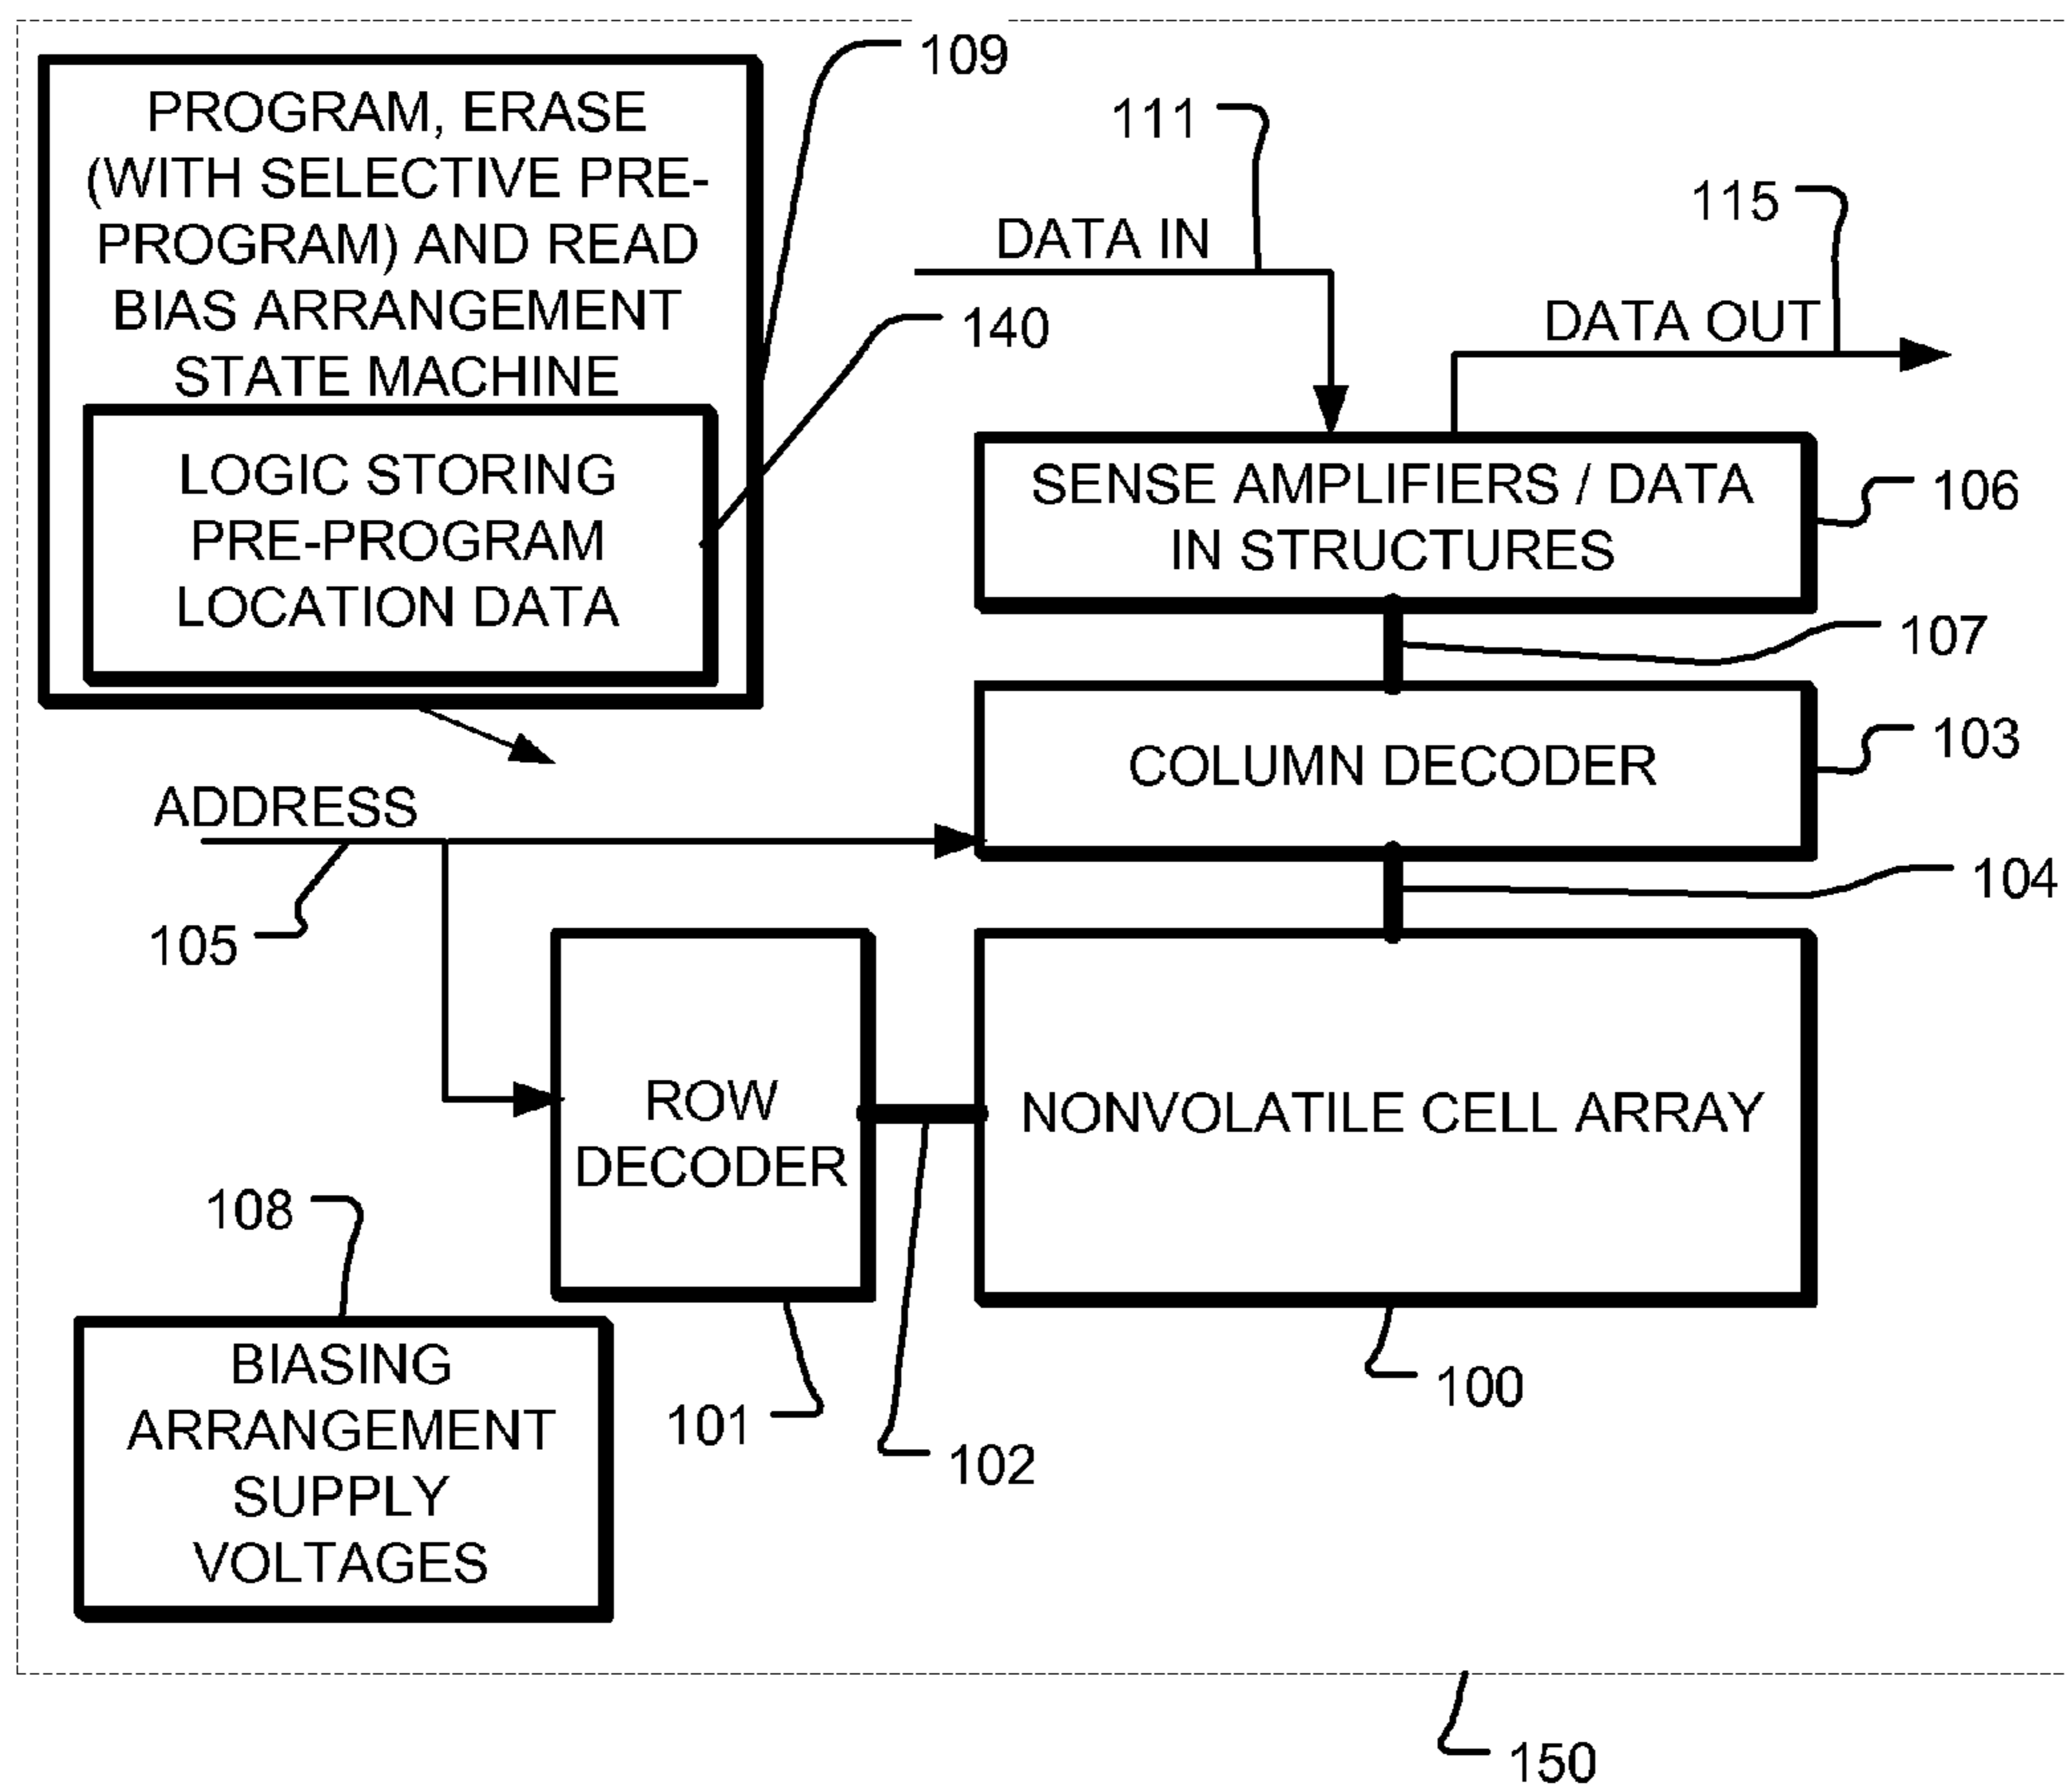 109
PROGRAM, ERASE
(WITH SELECTIVE PRE-
PROGRAM) AND READ
BIAS ARRANGEMENT
STATE MACHINE
140
LOGIC STORING
PRE-PROGRAM
LOCATION DATA
111
DATA IN
115
DATA OUT
SENSE AMPLIFIERS / DATA
IN STRUCTURES
106
107
COLUMN DECODER
103
ADDRESS
105
104
ROW
DECODER
NONVOLATILE CELL ARRAY
108
101
102
100
BIASING
ARRANGEMENT
SUPPLY
VOLTAGES
150